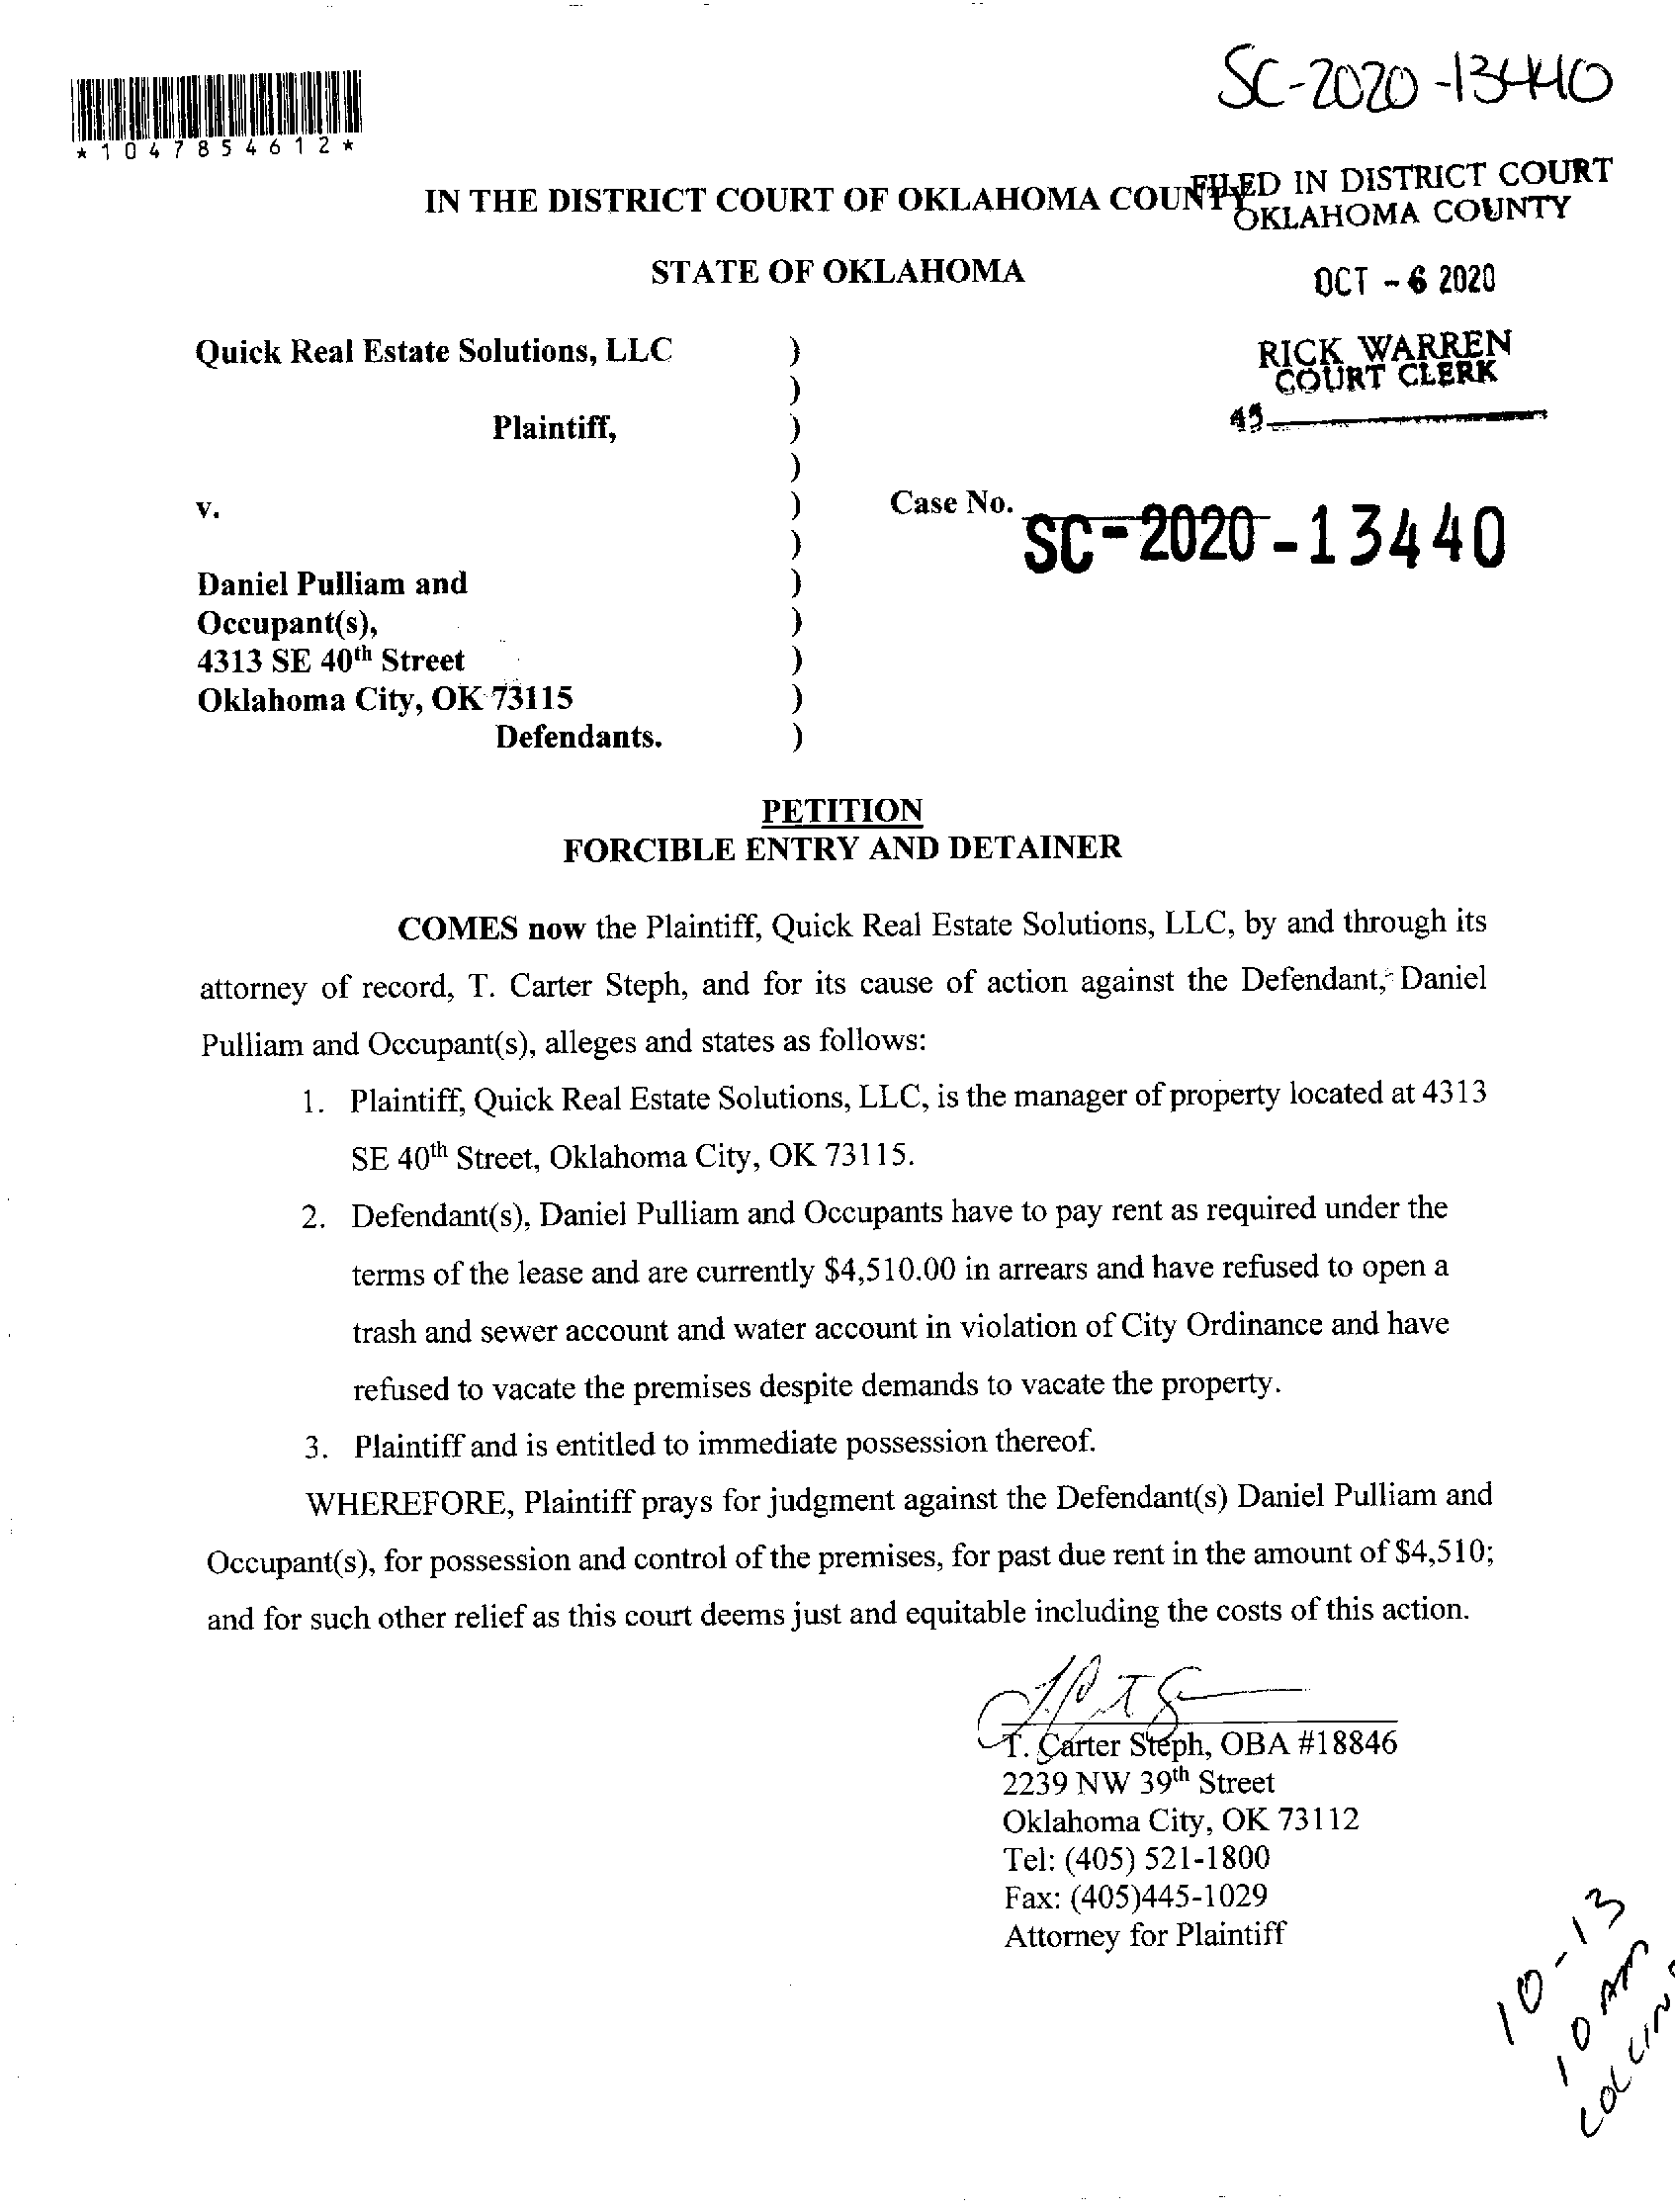 SC-2020-13440
*1047854612*
IN THE DISTRICT COURT OF OKLAHOMA COUNTY
FILED IN DISTRICT COURT
OKLAHOMA COUNTY
STATE OF OKLAHOMA
OCT - 6 2020
Quick Real Estate Solutions, LLC )
RICK WARREN
COURT CLERK
)
Plaintiff, )
)
v. )
Case No. SC-2020-13440
)
Daniel Pulliam and )
Occupant(s), )
4313 SE 40th Street )
Oklahoma City, OK 73115 )
Defendants. )
PETITION
FORCIBLE ENTRY AND DETAINER
COMES now the Plaintiff, Quick Real Estate Solutions, LLC, by and through its
attorney of record, T. Carter Steph, and for its cause of action against the Defendant, Daniel
Pulliam and Occupant(s), alleges and states as follows:
1. Plaintiff, Quick Real Estate Solutions, LLC, is the manager of property located at 4313
SE 40th Street, Oklahoma City, OK 73115.
2. Defendant(s), Daniel Pulliam and Occupants have to pay rent as required under the
terms of the lease and are currently $4,510.00 in arrears and have refused to open a
trash and sewer account and water account in violation of City Ordinance and have
refused to vacate the premises despite demands to vacate the property.
3. Plaintiff and is entitled to immediate possession thereof.
WHEREFORE, Plaintiff prays for judgment against the Defendant(s) Daniel Pulliam and
Occupant(s), for possession and control of the premises, for past due rent in the amount of $4,510;
and for such other relief as this court deems just and equitable including the costs of this action.
T. Carter Steph, OBA #18846
2239 NW 39th Street
Oklahoma City, OK 73112
Tel: (405) 521-1800
Fax: (405)445-1029
Attorney for Plaintiff
10-13
10 AM